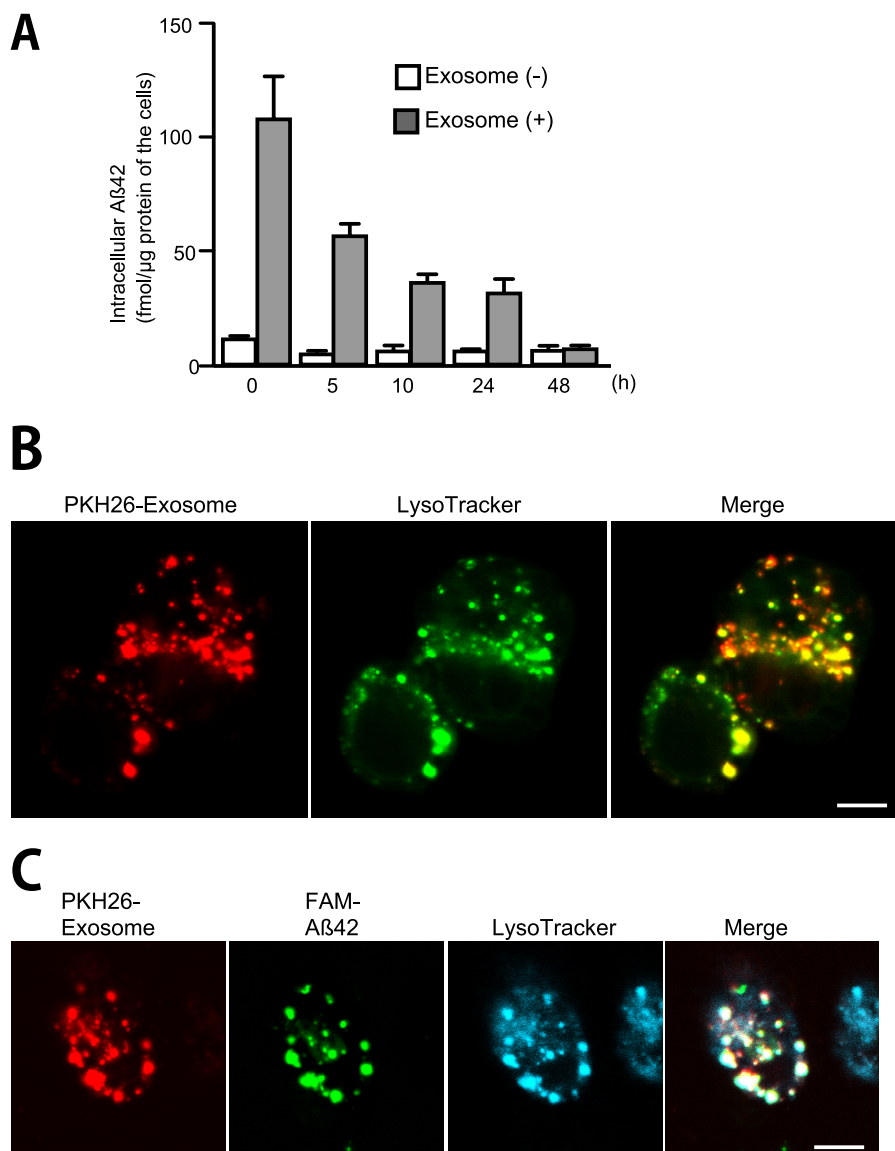 A
150
100
50
0
Intracellular Aß42
(fmol/µg protein of the cells)
Exosome (-)
Exosome (+)
0 5 10 24 48 (h)
B
PKH26-Exosome LysoTracker Merge
C
PKH26-
Exosome
FAM-
Aß42
LysoTracker
Merge